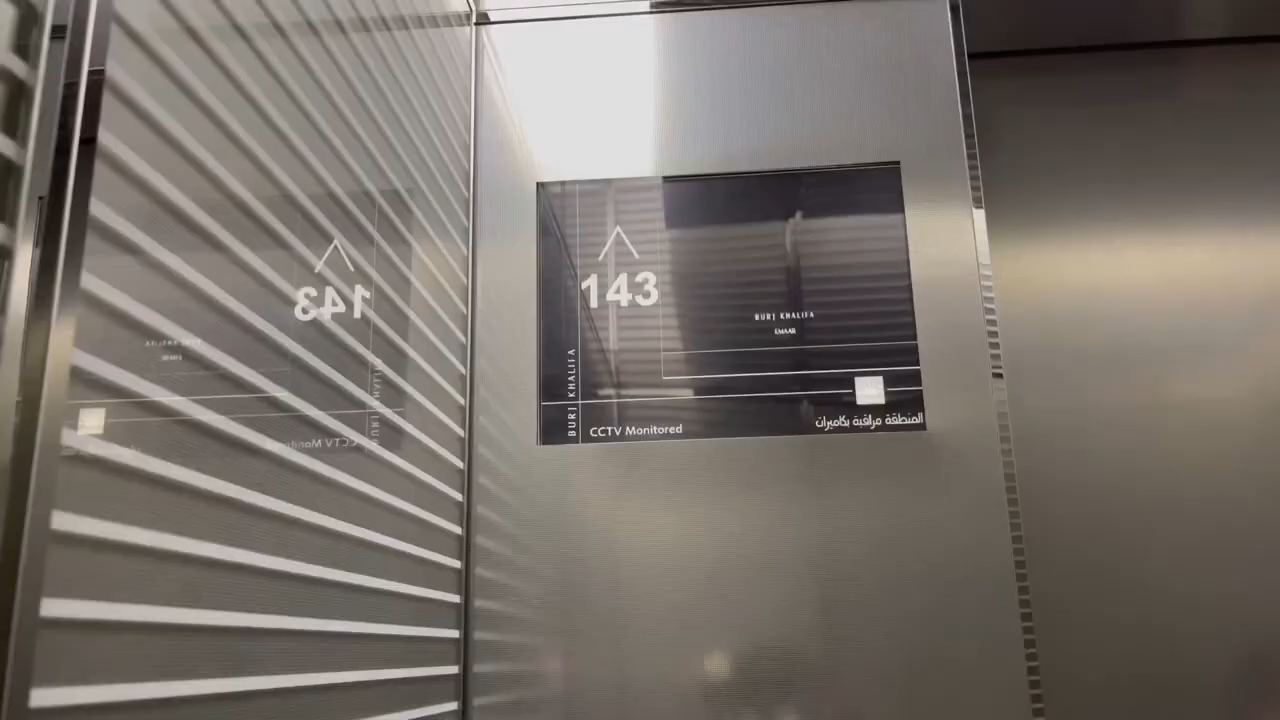 143
BURJ KHALIFA
EMAAR
BURJ KHALIFA
CCTV Monitored
المنطقة مراقبة بكاميرات